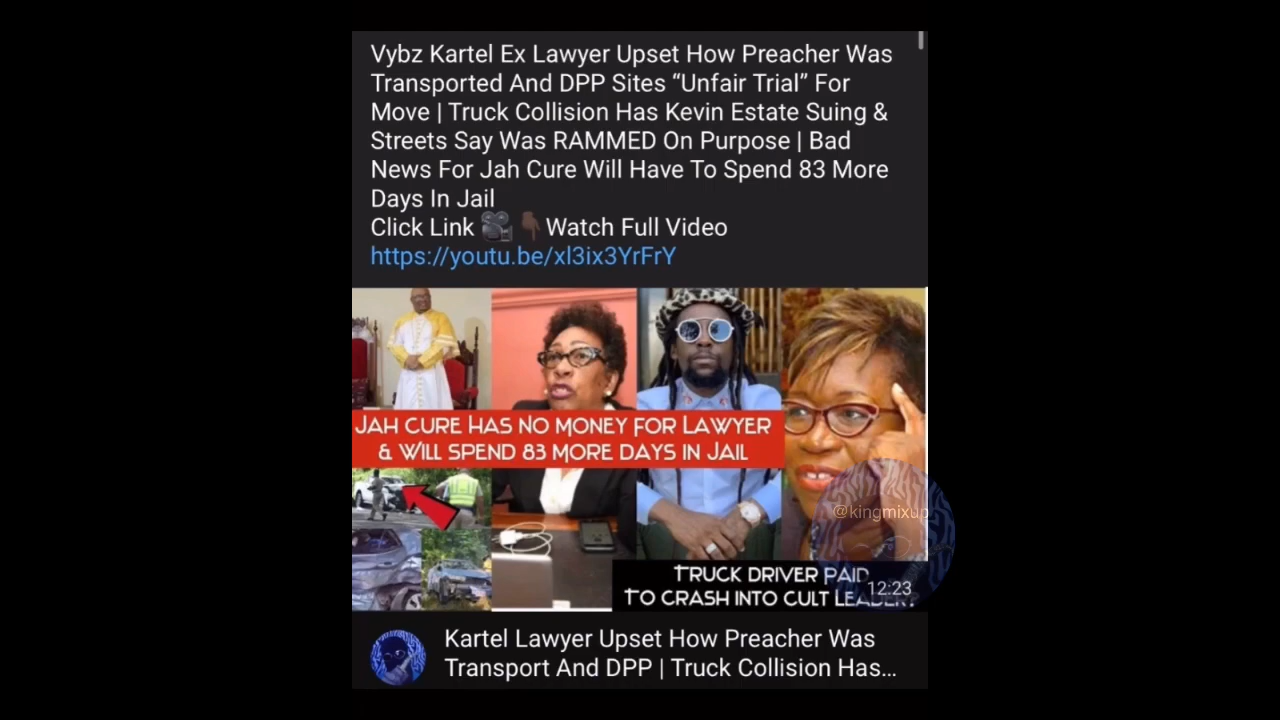 Vybz Kartel Ex Lawyer Upset How Preacher Was
Transported And DPP Sites “Unfair Trial” For
Move | Truck Collision Has Kevin Estate Suing &
Streets Say Was RAMMED On Purpose | Bad
News For Jah Cure Will Have To Spend 83 More
Days In Jail
Click Link 🎥👇🏿Watch Full Video
https://youtu.be/xl3ix3YrFrY
JAH CURE HAS NO MONEY FOR LAWYER
& WILL SPEND 83 MORE DAYS IN JAIL
@kingmixup
TRUCK DRIVER PAID
TO CRASH INTO CULT
12:23
Kartel Lawyer Upset How Preacher Was
Transport And DPP | Truck Collision Has...